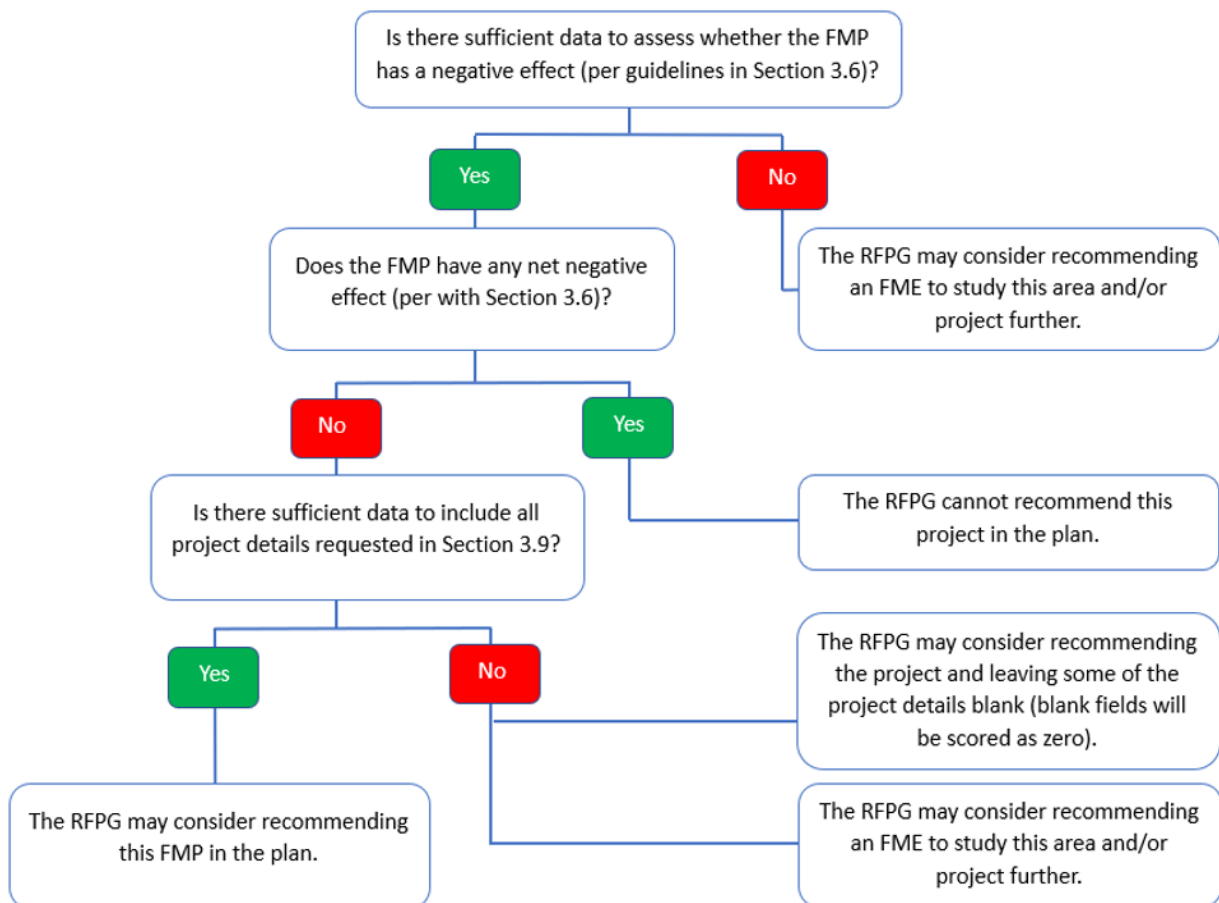 Is there sufficient data to assess whether the FMP
has a negative effect (per guidelines in Section 3.6)?
Yes
No
Does the FMP have any net negative
effect (per with Section 3.6)?
The RFPG may consider recommending
an FME to study this area and/or
project further.
No
Yes
Is there sufficient data to include all
project details requested in Section 3.9?
The RFPG cannot recommend this
project in the plan.
Yes
No
The RFPG may consider recommending
the project and leaving some of the
project details blank (blank fields will
be scored as zero).
The RFPG may consider recommending
this FMP in the plan.
The RFPG may consider recommending
an FME to study this area and/or
project further.